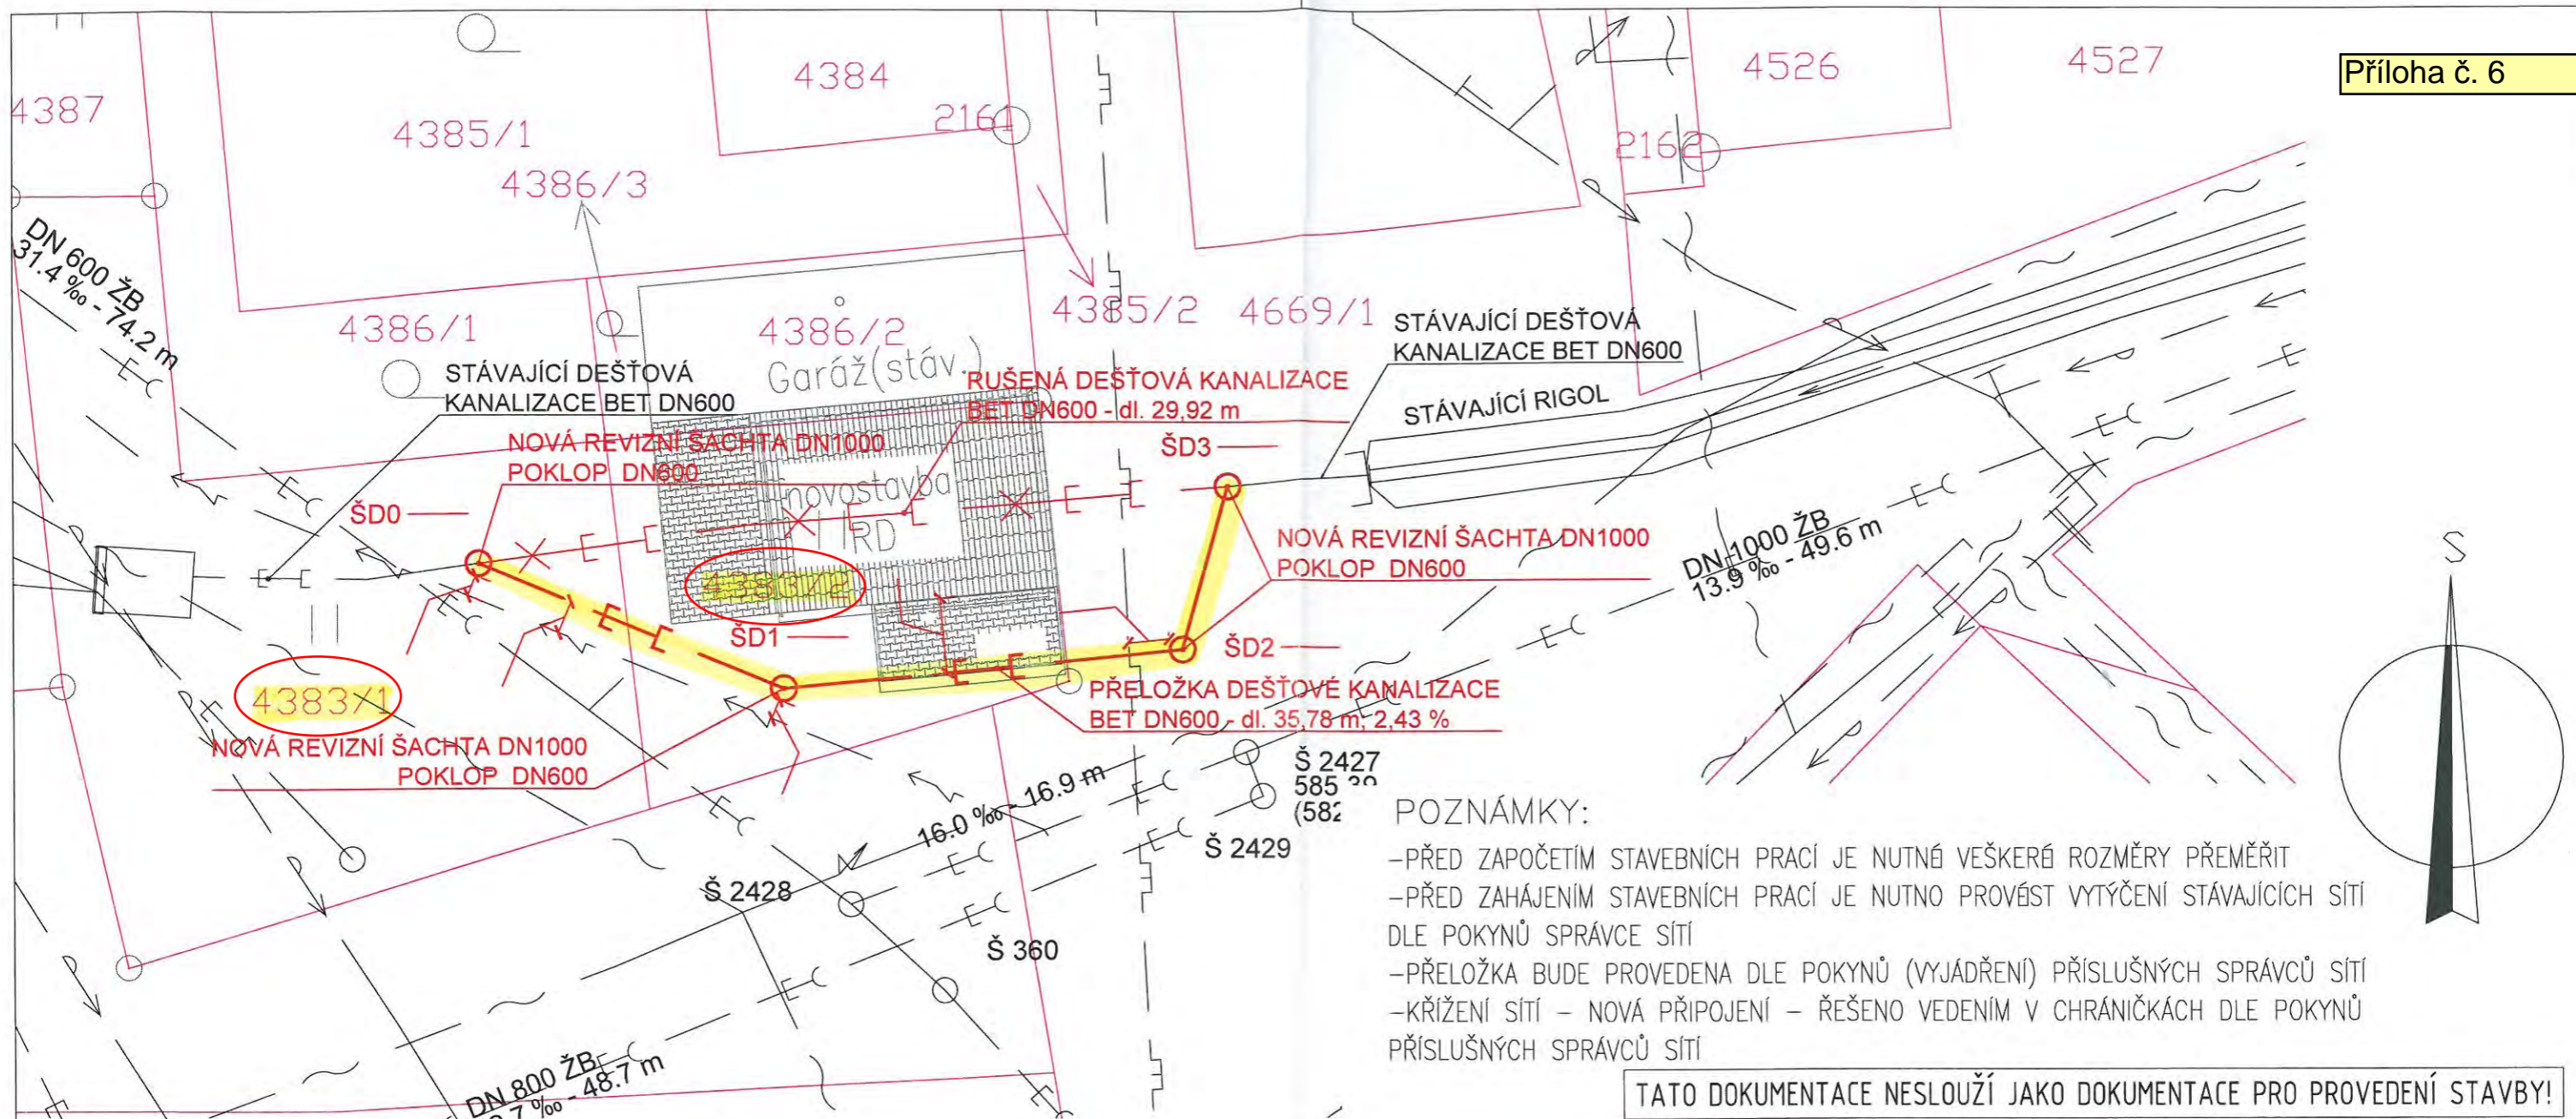 Příloha č. 6
4387
4385/1
4384
2161
4386/3
4526
4527
2162
DN 600 ŽB
31.4 ‰ - 74.2 m
4386/1
4386/2
Garáž(stáv.)
4385/2
4669/1
STÁVAJÍCÍ DEŠŤOVÁ
KANALIZACE BET DN600
STÁVAJÍCÍ DEŠŤOVÁ
KANALIZACE BET DN600
RUŠENÁ DEŠŤOVÁ KANALIZACE
BET DN600 - dl. 29,92 m
STÁVAJÍCÍ RIGOL
NOVÁ REVIZNÍ ŠACHTA DN1000
POKLOP DN600
ŠD3
novostavba
RD
ŠD0
NOVÁ REVIZNÍ ŠACHTA DN1000
POKLOP DN600
DN 1000 ŽB
13.9 ‰ - 49.6 m
S
4383/2
ŠD1
ŠD2
4383/1
PŘELOŽKA DEŠŤOVÉ KANALIZACE
BET DN600 - dl. 35,78 m, 2,43 %
NOVÁ REVIZNÍ ŠACHTA DN1000
POKLOP DN600
16.0 ‰ - 16.9 m
Š 2427
(582
Š 2429
Š 2428
Š 360
DN 800 ŽB
48.7 m
POZNÁMKY:
-PŘED ZAPOČETÍM STAVEBNÍCH PRACÍ JE NUTNÉ VEŠKERÉ ROZMĚRY PŘEMĚŘIT
-PŘED ZAHÁJENÍM STAVEBNÍCH PRACÍ JE NUTNO PROVÉST VYTÝČENÍ STÁVAJÍCÍCH SÍTÍ
DLE POKYNŮ SPRÁVCE SÍTÍ
-PŘELOŽKA BUDE PROVEDENA DLE POKYNŮ (VYJÁDŘENÍ) PŘÍSLUŠNÝCH SPRÁVCŮ SÍTÍ
-KŘÍŽENÍ SÍTÍ - NOVÁ PŘIPOJENÍ - ŘEŠENO VEDENÍM V CHRÁNIČKÁCH DLE POKYNŮ
PŘÍSLUŠNÝCH SPRÁVCŮ SÍTÍ
TATO DOKUMENTACE NESLOUŽÍ JAKO DOKUMENTACE PRO PROVEDENÍ STAVBY!